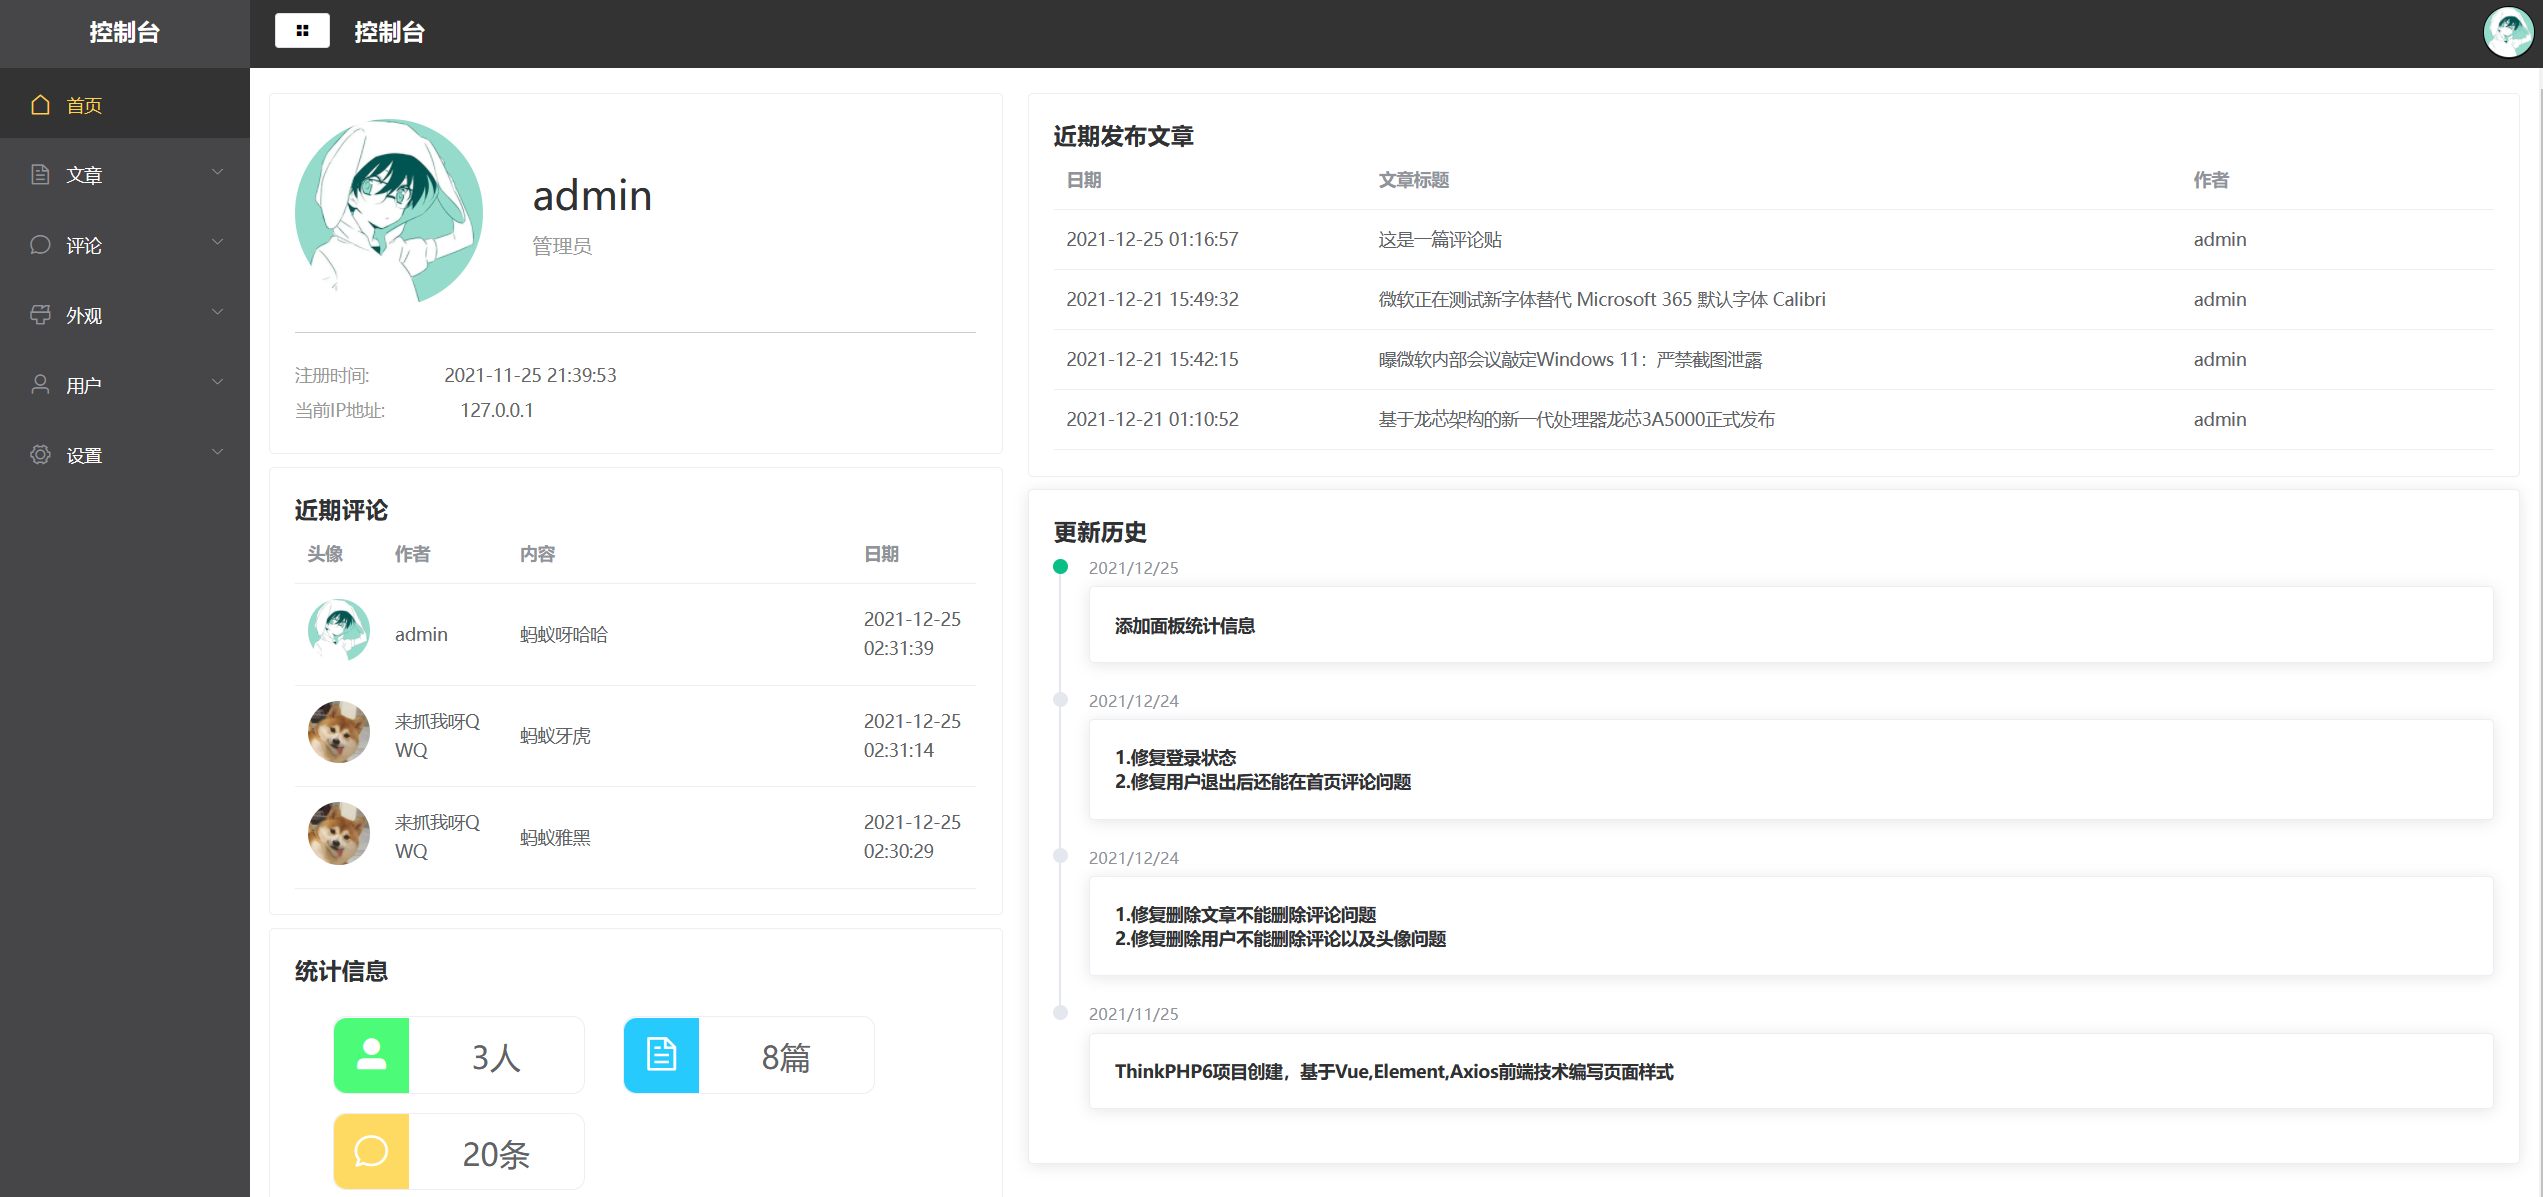 控制台
控制台
首页
文章
评论
外观
用户
设置
admin
管理员
注册时间: 2021-11-25 21:39:53
当前IP地址: 127.0.0.1
近期评论
头像 作者 内容 日期
admin 蚂蚁呀哈哈 2021-12-25
02:31:39
来抓我呀Q 蚂蚁牙虎 2021-12-25
WQ 02:31:14
来抓我呀Q 蚂蚁雅黑 2021-12-25
WQ 02:30:29
统计信息
3人
8篇
20条
近期发布文章
日期 文章标题 作者
2021-12-25 01:16:57 这是一篇评论贴 admin
2021-12-21 15:49:32 微软正在测试新字体替代 Microsoft 365 默认字体 Calibri admin
2021-12-21 15:42:15 曝微软内部会议敲定Windows 11：严禁截图泄露 admin
2021-12-21 01:10:52 基于龙芯架构的新一代处理器龙芯3A5000正式发布 admin
更新历史
2021/12/25
添加面板统计信息
2021/12/24
1.修复登录状态
2.修复用户退出后还能在首页评论问题
2021/12/24
1.修复删除文章不能删除评论问题
2.修复删除用户不能删除评论以及头像问题
2021/11/25
ThinkPHP6项目创建，基于Vue,Element,Axios前端技术编写页面样式